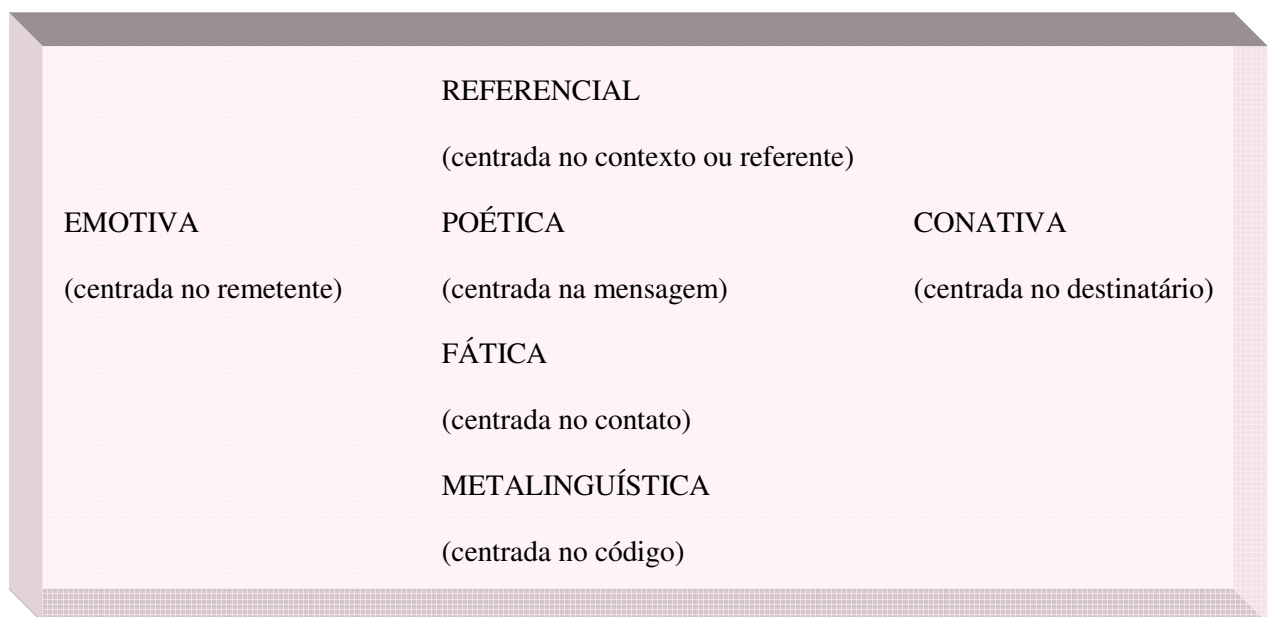 REFERENCIAL
(centrada no contexto ou referente)
EMOTIVA POÉTICA CONATIVA
(centrada no remetente) (centrada na mensagem) (centrada no destinatário)
FÁTICA
(centrada no contato)
METALINGUÍSTICA
(centrada no código)